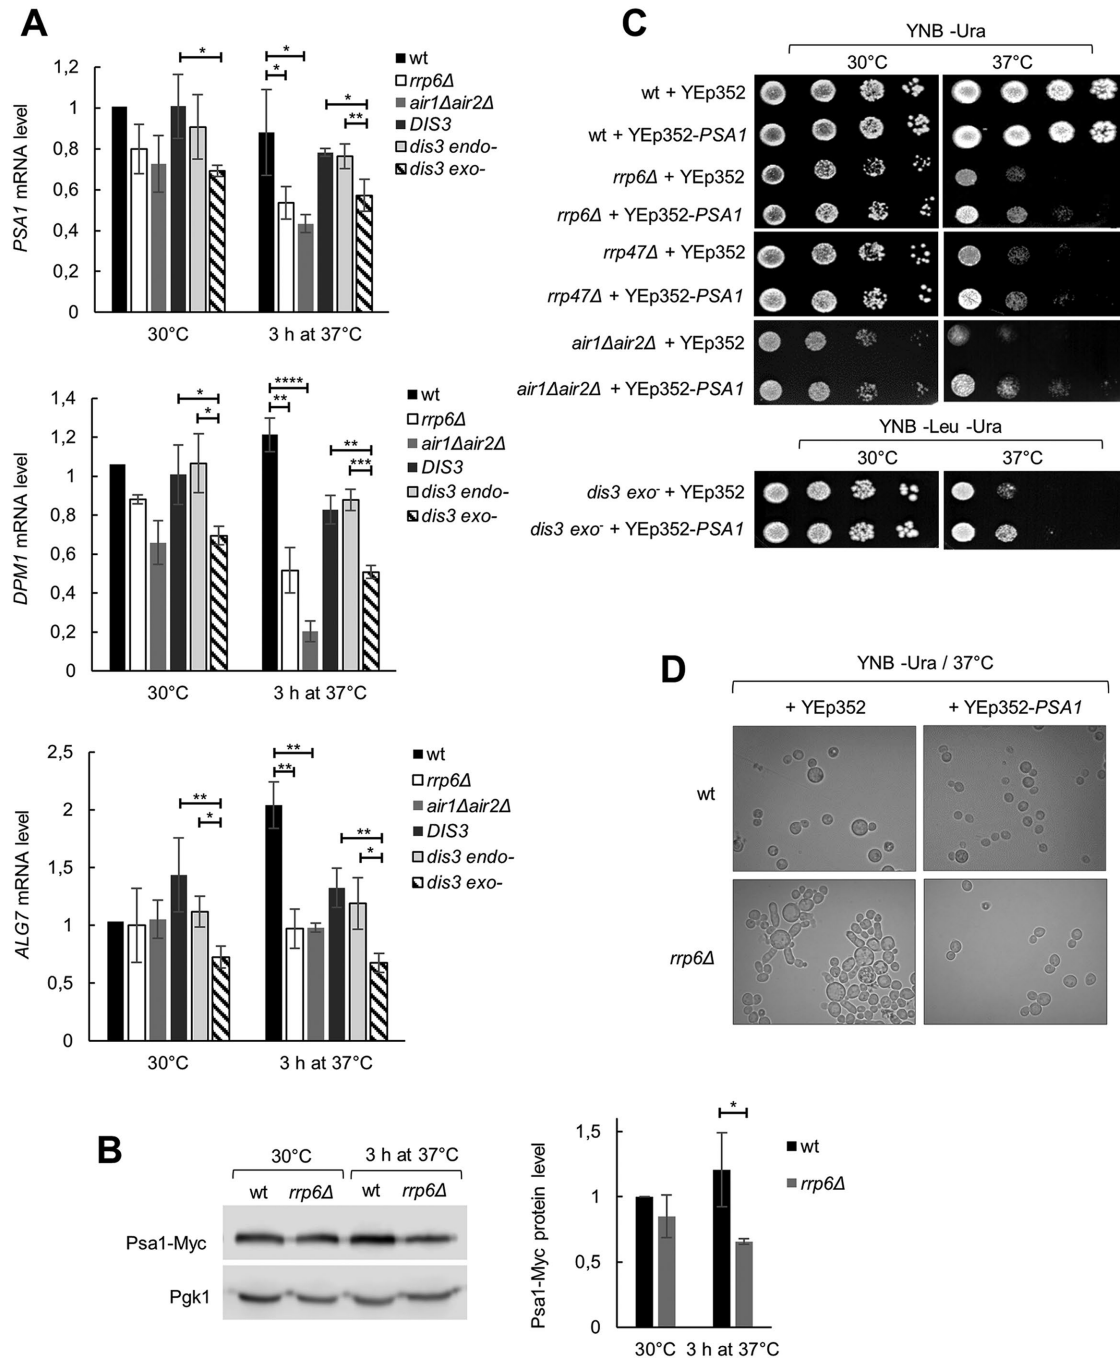 A
PSA1 mRNA level
1,2
1
0,8
0,6
0,4
0,2
0
*
*
*
*
**
30°C
3 h at 37°C
wt
rrp6Δ
air1Δair2Δ
DIS3
dis3 endo-
dis3 exo-
DPM1 mRNA level
1,4
1,2
1
0,8
0,6
0,4
0,2
0
*
*
****
**
**
***
30°C
3 h at 37°C
wt
rrp6Δ
air1Δair2Δ
DIS3
dis3 endo-
dis3 exo-
ALG7 mRNA level
2,5
2
1,5
1
0,5
0
**
*
**
**
**
*
30°C
3 h at 37°C
wt
rrp6Δ
air1Δair2Δ
DIS3
dis3 endo-
dis3 exo-
B
30°C 3 h at 37°C
wt rrp6Δ wt rrp6Δ
Psa1-Myc
Pgk1
Psa1-Myc protein level
1,5
1
0,5
0
*
30°C 3 h at 37°C
wt
rrp6Δ
C
YNB -Ura
30°C 37°C
wt + YEp352
wt + YEp352-PSA1
rrp6Δ + YEp352
rrp6Δ + YEp352-PSA1
rrp47Δ + YEp352
rrp47Δ + YEp352-PSA1
air1Δair2Δ + YEp352
air1Δair2Δ + YEp352-PSA1
YNB -Leu -Ura
30°C 37°C
dis3 exo⁻ + YEp352
dis3 exo⁻ + YEp352-PSA1
D
YNB -Ura / 37°C
+ YEp352 + YEp352-PSA1
wt
rrp6Δ